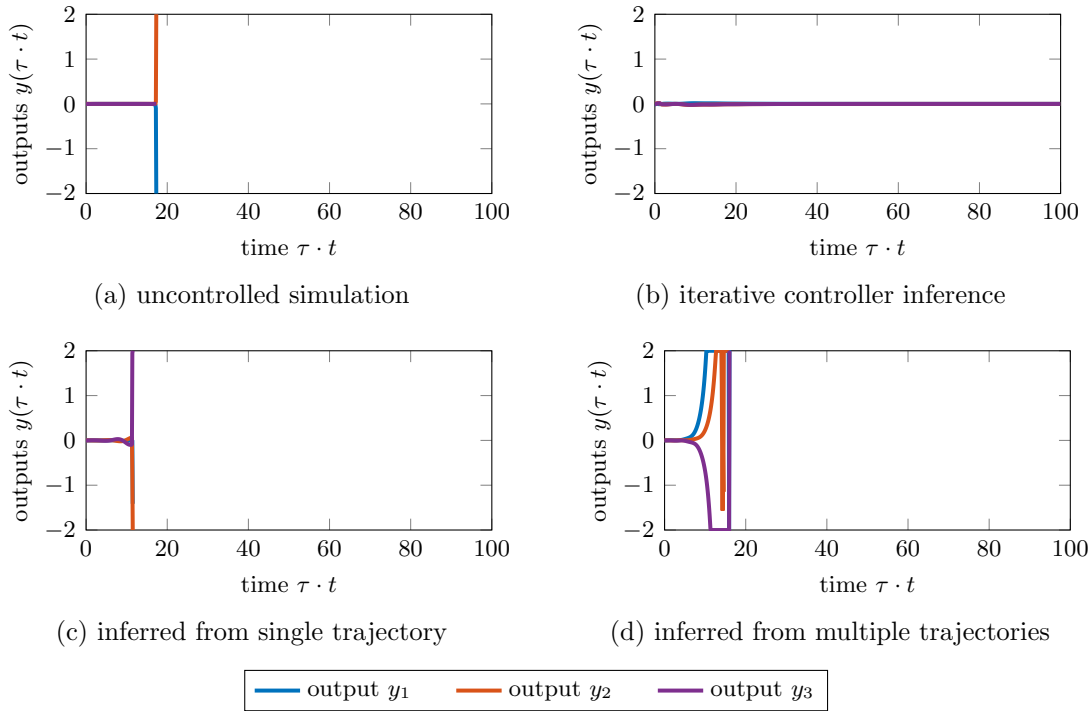 2
1
0
−1
−2
outputs y(τ · t)
0 20 40 60 80 100
time τ · t
(a) uncontrolled simulation
2
1
0
−1
−2
outputs y(τ · t)
0 20 40 60 80 100
time τ · t
(b) iterative controller inference
2
1
0
−1
−2
outputs y(τ · t)
0 20 40 60 80 100
time τ · t
(c) inferred from single trajectory
2
1
0
−1
−2
outputs y(τ · t)
0 20 40 60 80 100
time τ · t
(d) inferred from multiple trajectories
output y₁ output y₂ output y₃